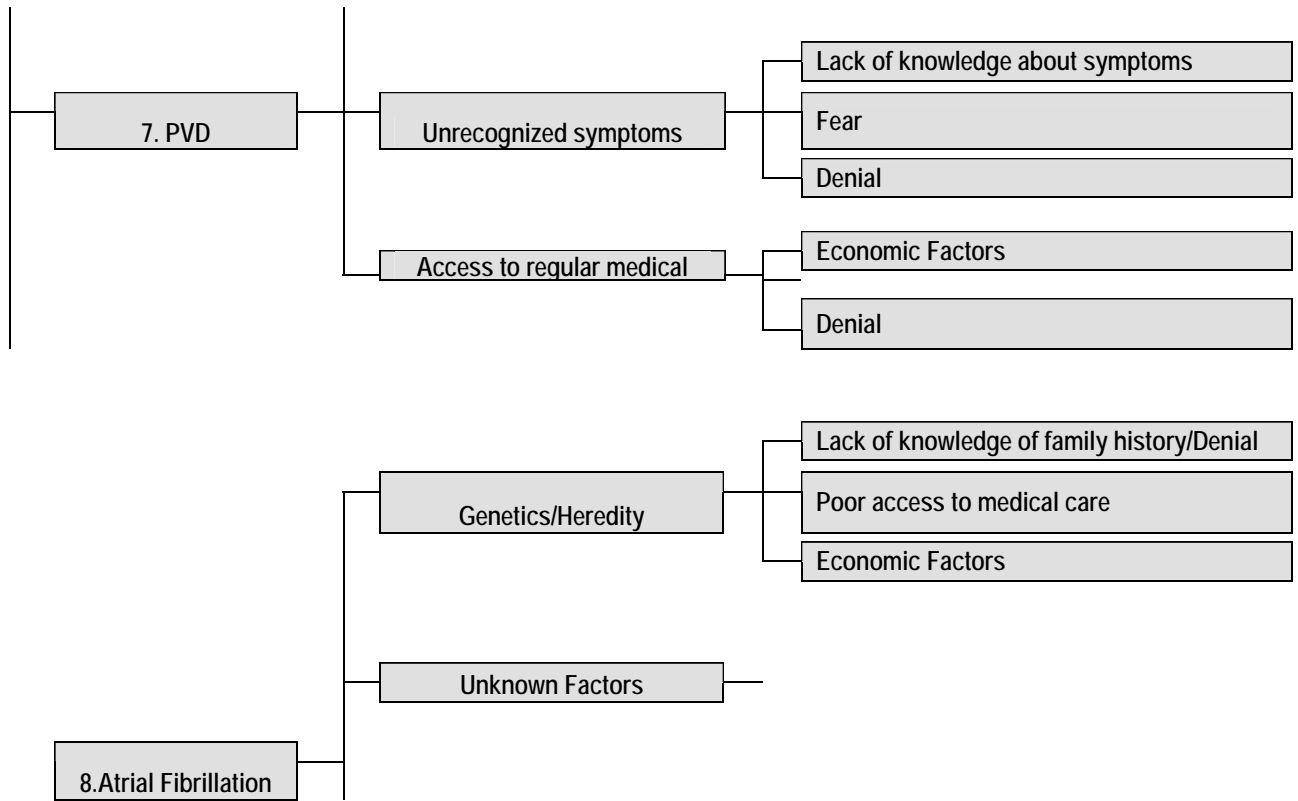 Lack of knowledge about symptoms
7. PVD
Unrecognized symptoms
Fear
Denial
Access to regular medical
Economic Factors
Denial
Lack of knowledge of family history/Denial
Genetics/Heredity
Poor access to medical care
Economic Factors
Unknown Factors
8.Atrial Fibrillation